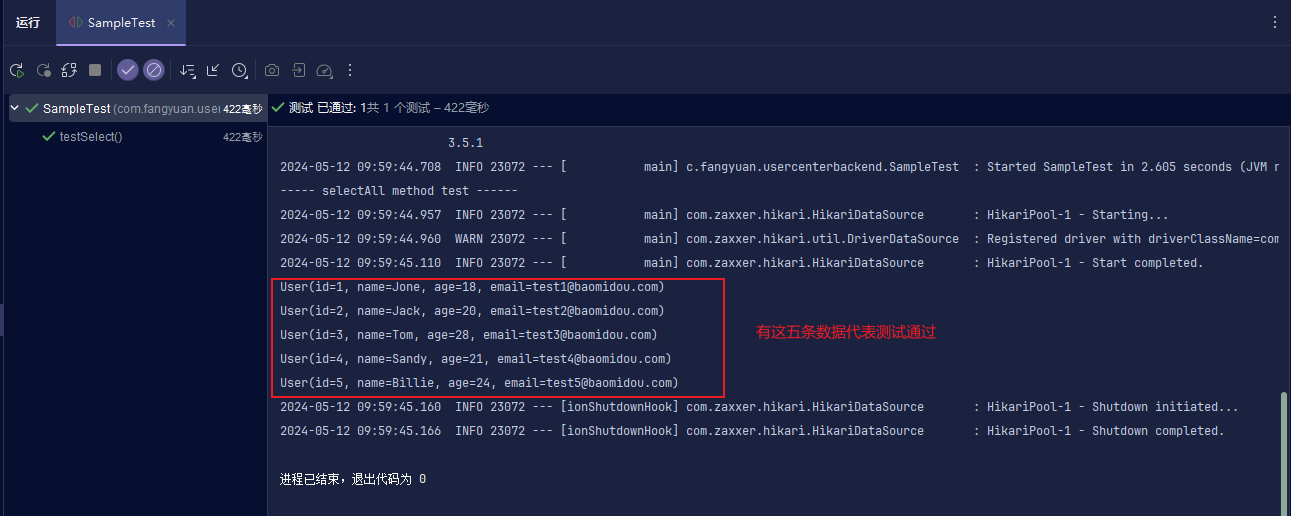 运行 SampleTest
SampleTest (com.fangyuan.use 422毫秒
testSelect() 422毫秒
测试 已通过: 1共 1 个测试 – 422毫秒
3.5.1
2024-05-12 09:59:44.708  INFO 23072 --- [           main] c.fangyuan.usercenterbackend.SampleTest  : Started SampleTest in 2.605 seconds (JVM r
----- selectAll method test ------
2024-05-12 09:59:44.957  INFO 23072 --- [           main] com.zaxxer.hikari.HikariDataSource       : HikariPool-1 - Starting...
2024-05-12 09:59:44.960  WARN 23072 --- [           main] com.zaxxer.hikari.util.DriverDataSource  : Registered driver with driverClassName=com
2024-05-12 09:59:45.110  INFO 23072 --- [           main] com.zaxxer.hikari.HikariDataSource       : HikariPool-1 - Start completed.
User(id=1, name=Jone, age=18, email=test1@baomidou.com)
User(id=2, name=Jack, age=20, email=test2@baomidou.com)
User(id=3, name=Tom, age=28, email=test3@baomidou.com)
User(id=4, name=Sandy, age=21, email=test4@baomidou.com)
User(id=5, name=Billie, age=24, email=test5@baomidou.com)
有这五条数据代表测试通过
2024-05-12 09:59:45.160  INFO 23072 --- [ionShutdownHook] com.zaxxer.hikari.HikariDataSource       : HikariPool-1 - Shutdown initiated...
2024-05-12 09:59:45.166  INFO 23072 --- [ionShutdownHook] com.zaxxer.hikari.HikariDataSource       : HikariPool-1 - Shutdown completed.
进程已结束，退出代码为 0